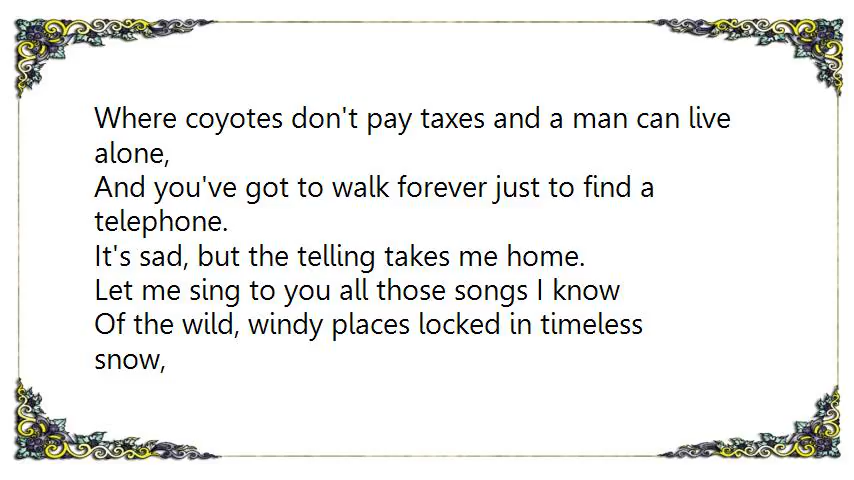 Where coyotes don't pay taxes and a man can live
alone,
And you've got to walk forever just to find a
telephone.
It's sad, but the telling takes me home.
Let me sing to you all those songs I know
Of the wild, windy places locked in timeless
snow,